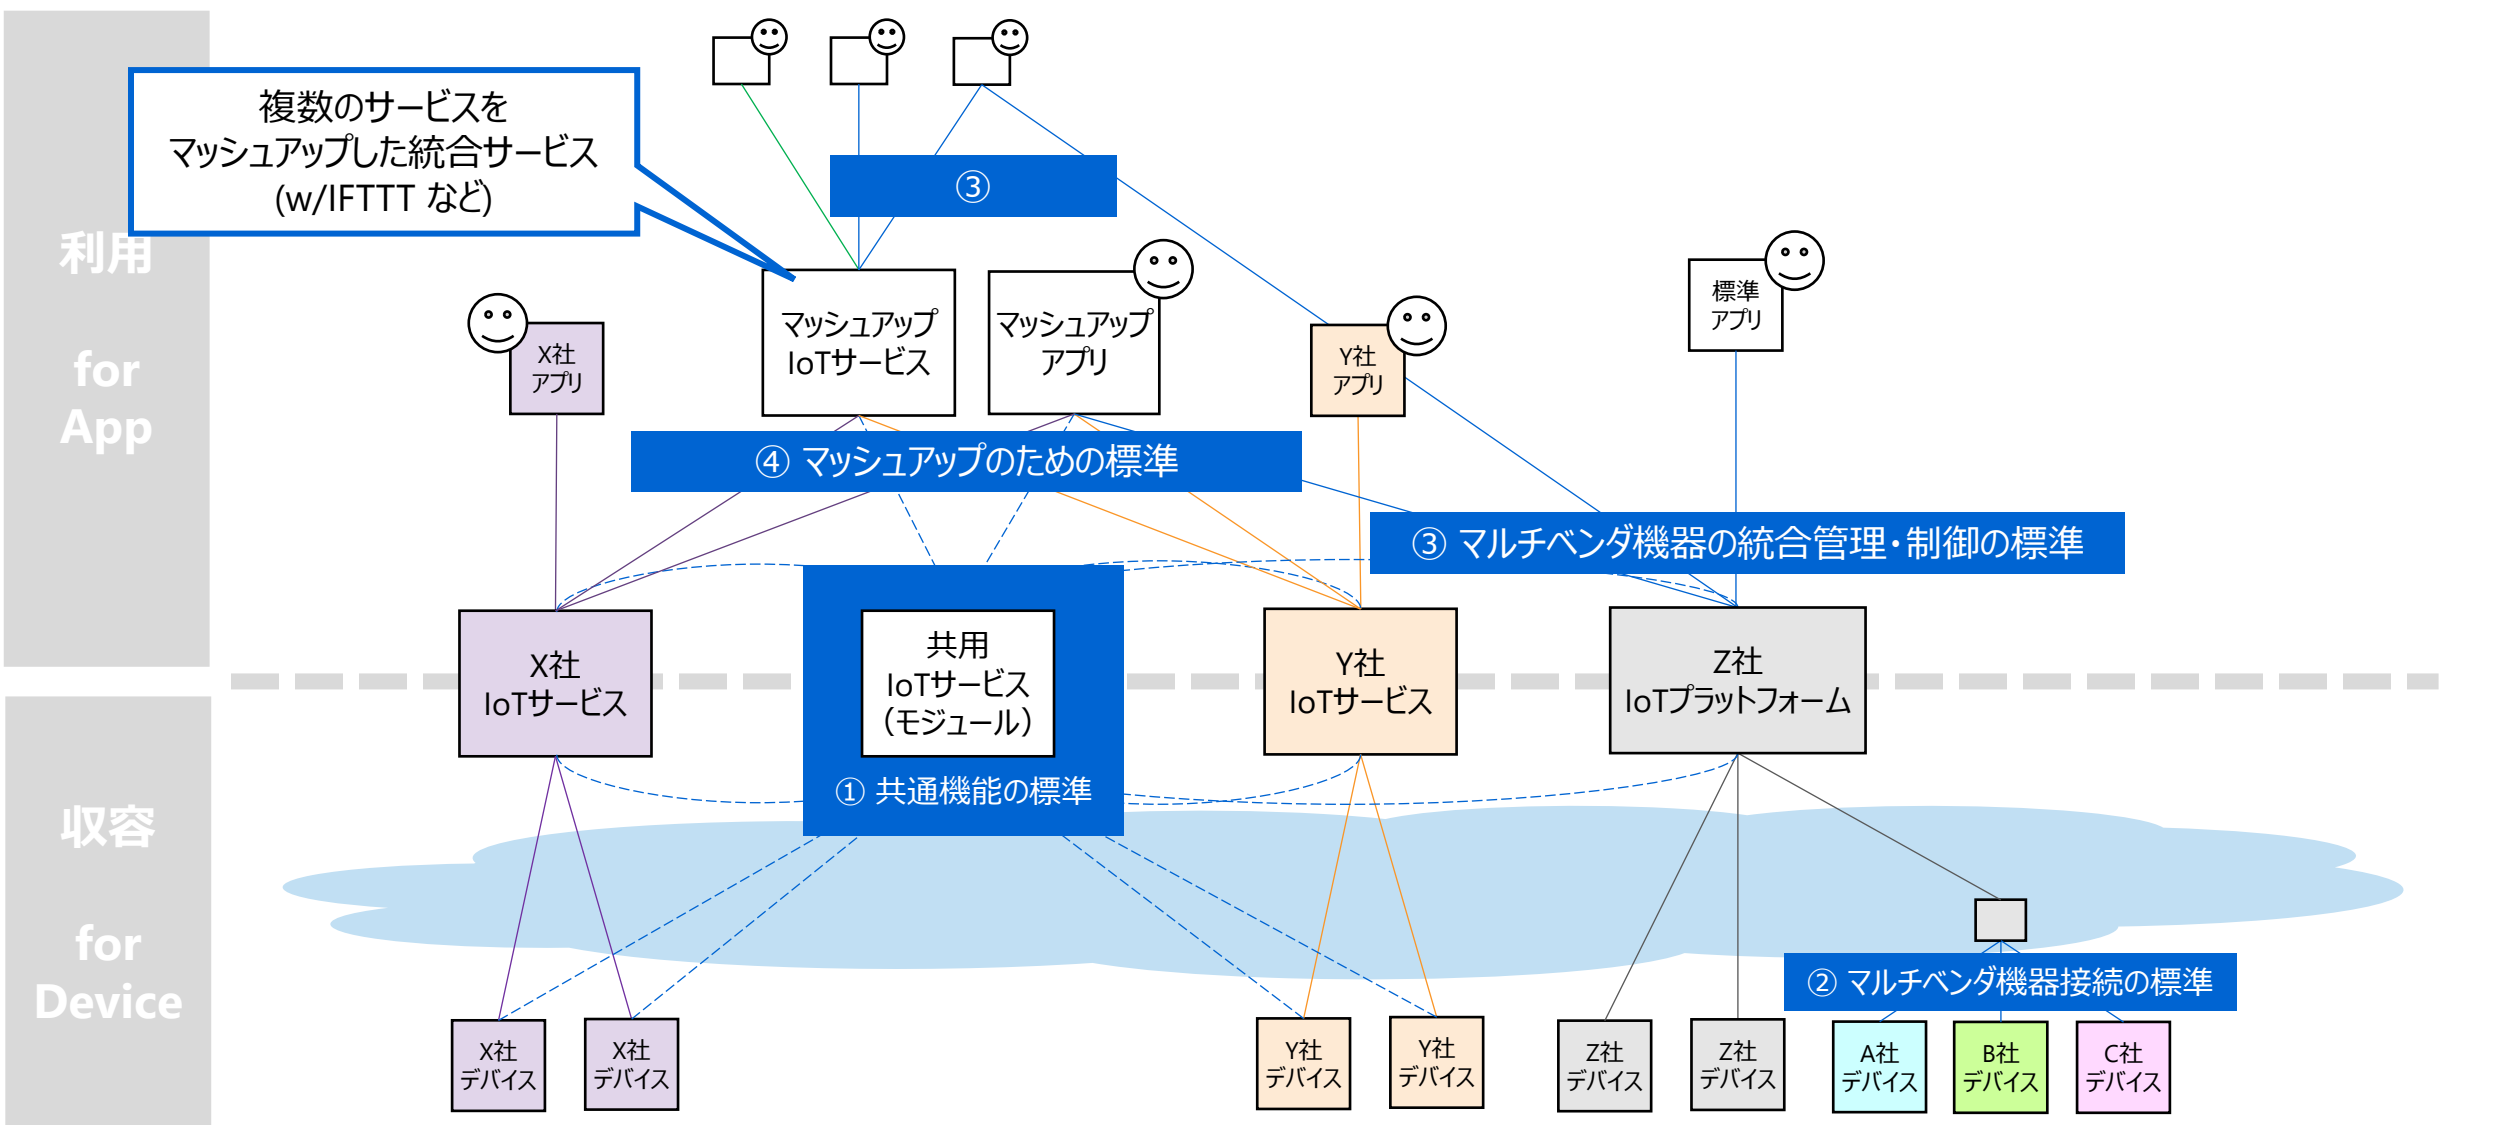 利用
for
App
収容
for
Device
複数のサービスを
マッシュアップした統合サービス
(w/IFTTT など)
③
X社
アプリ
マッシュアップ
IoTサービス
マッシュアップ
アプリ
Y社
アプリ
標準
アプリ
④ マッシュアップのための標準
③ マルチベンダ機器の統合管理・制御の標準
X社
IoTサービス
共用
IoTサービス
（モジュール）
① 共通機能の標準
Y社
IoTサービス
Z社
IoTプラットフォーム
② マルチベンダ機器接続の標準
X社
デバイス
X社
デバイス
Y社
デバイス
Y社
デバイス
Z社
デバイス
Z社
デバイス
A社
デバイス
B社
デバイス
C社
デバイス